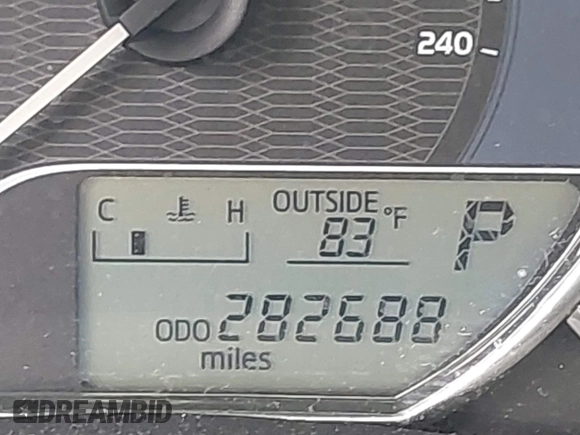 240
C H OUTSIDE
83 °F P
ODO 282688
miles
DREAMBID